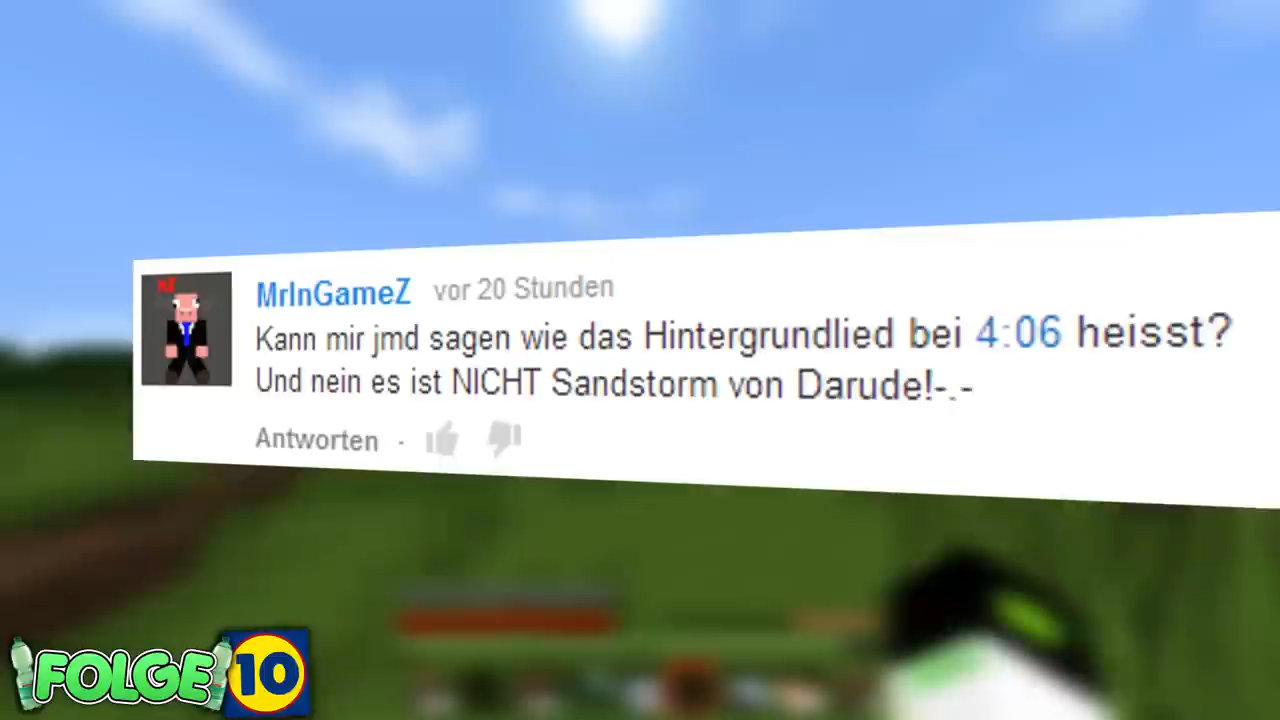 MrInGameZ vor 20 Stunden
Kann mir jmd sagen wie das Hintergrundlied bei 4:06 heisst?
Und nein es ist NICHT Sandstorm von Darude!-.-
Antworten ·
FOLGE 10